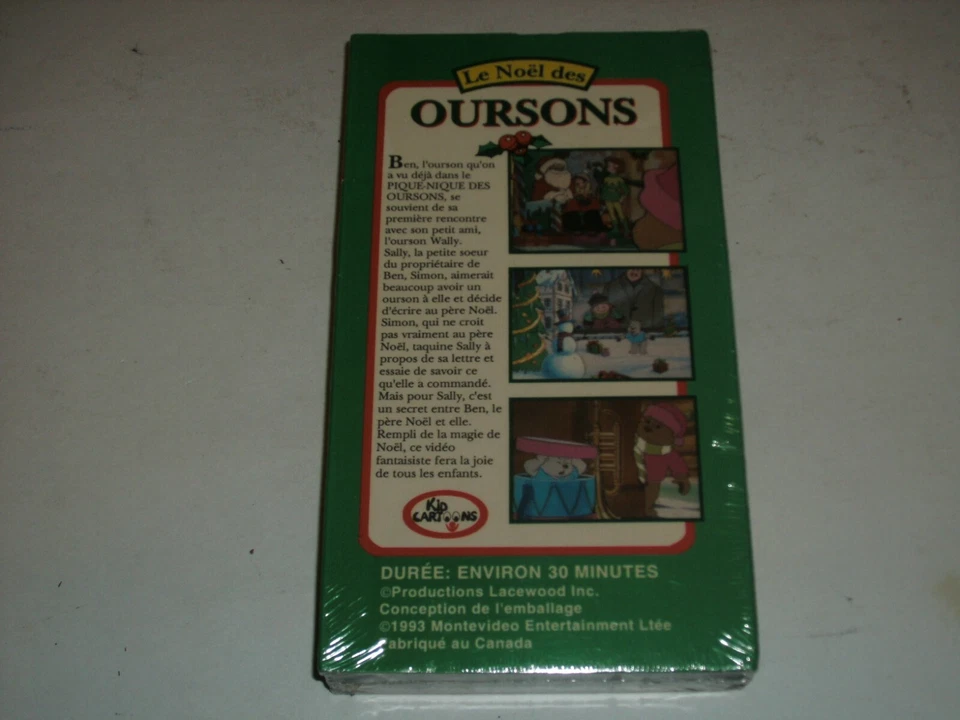 Le Noël des
OURSONS
Ben, l'ourson qu'on
a vu déjà dans le
PIQUE-NIQUE DES
OURSONS, se
souvient de sa
première rencontre
avec son petit ami,
l'ourson Wally.
Sally, la petite soeur
du propriétaire de
Ben, Simon, aimerait
beaucoup avoir un
ourson à elle et décide
d'écrire au père Noël.
Simon, qui ne croit
pas vraiment au père
Noël, taquine Sally à
propos de sa lettre et
essaie de savoir ce
qu'elle a commandé.
Mais pour Sally, c'est
un secret entre Ben, le
père Noël et elle.
Rempli de la magie de
Noël, ce vidéo
fantaisiste fera la joie
de tous les enfants.
KID
CARTOONS
DURÉE: ENVIRON 30 MINUTES
©Productions Lacewood Inc.
Conception de l'emballage
©1993 Montevideo Entertainment Ltée
Fabriqué au Canada